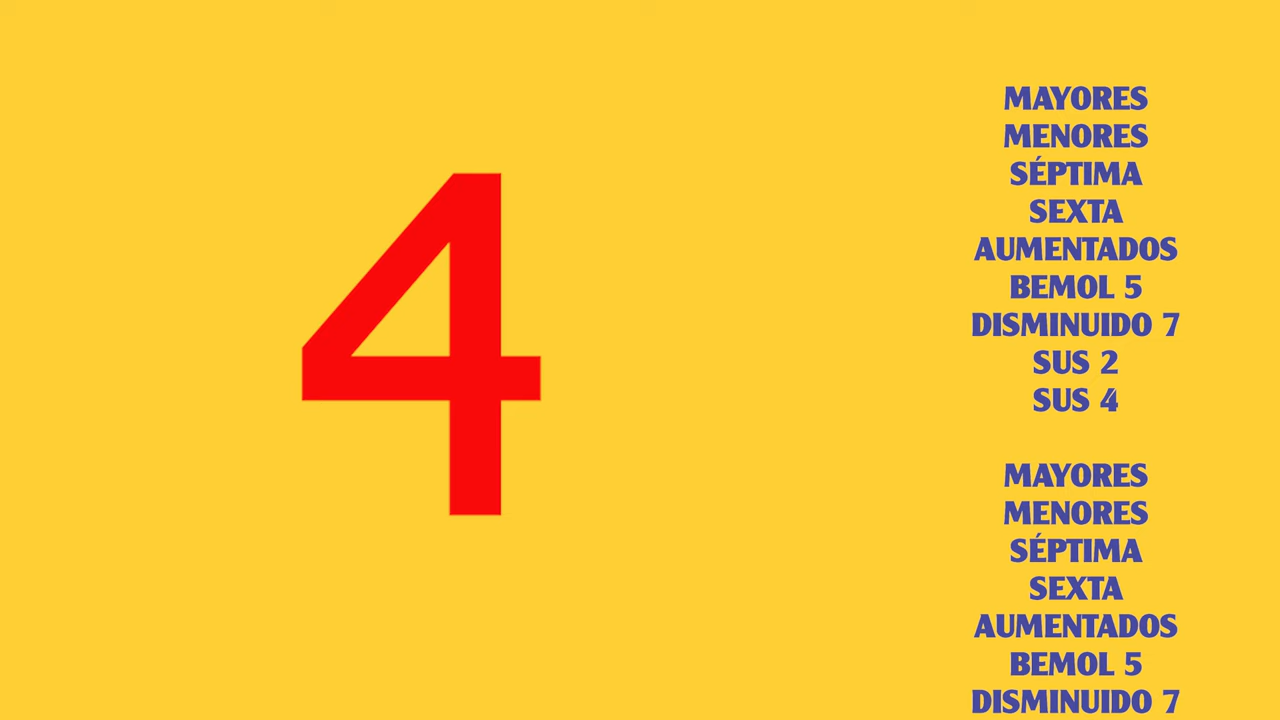 4
MAYORES
MENORES
SÉPTIMA
SEXTA
AUMENTADOS
BEMOL 5
DISMINUIDO 7
SUS 2
SUS 4
MAYORES
MENORES
SÉPTIMA
SEXTA
AUMENTADOS
BEMOL 5
DISMINUIDO 7